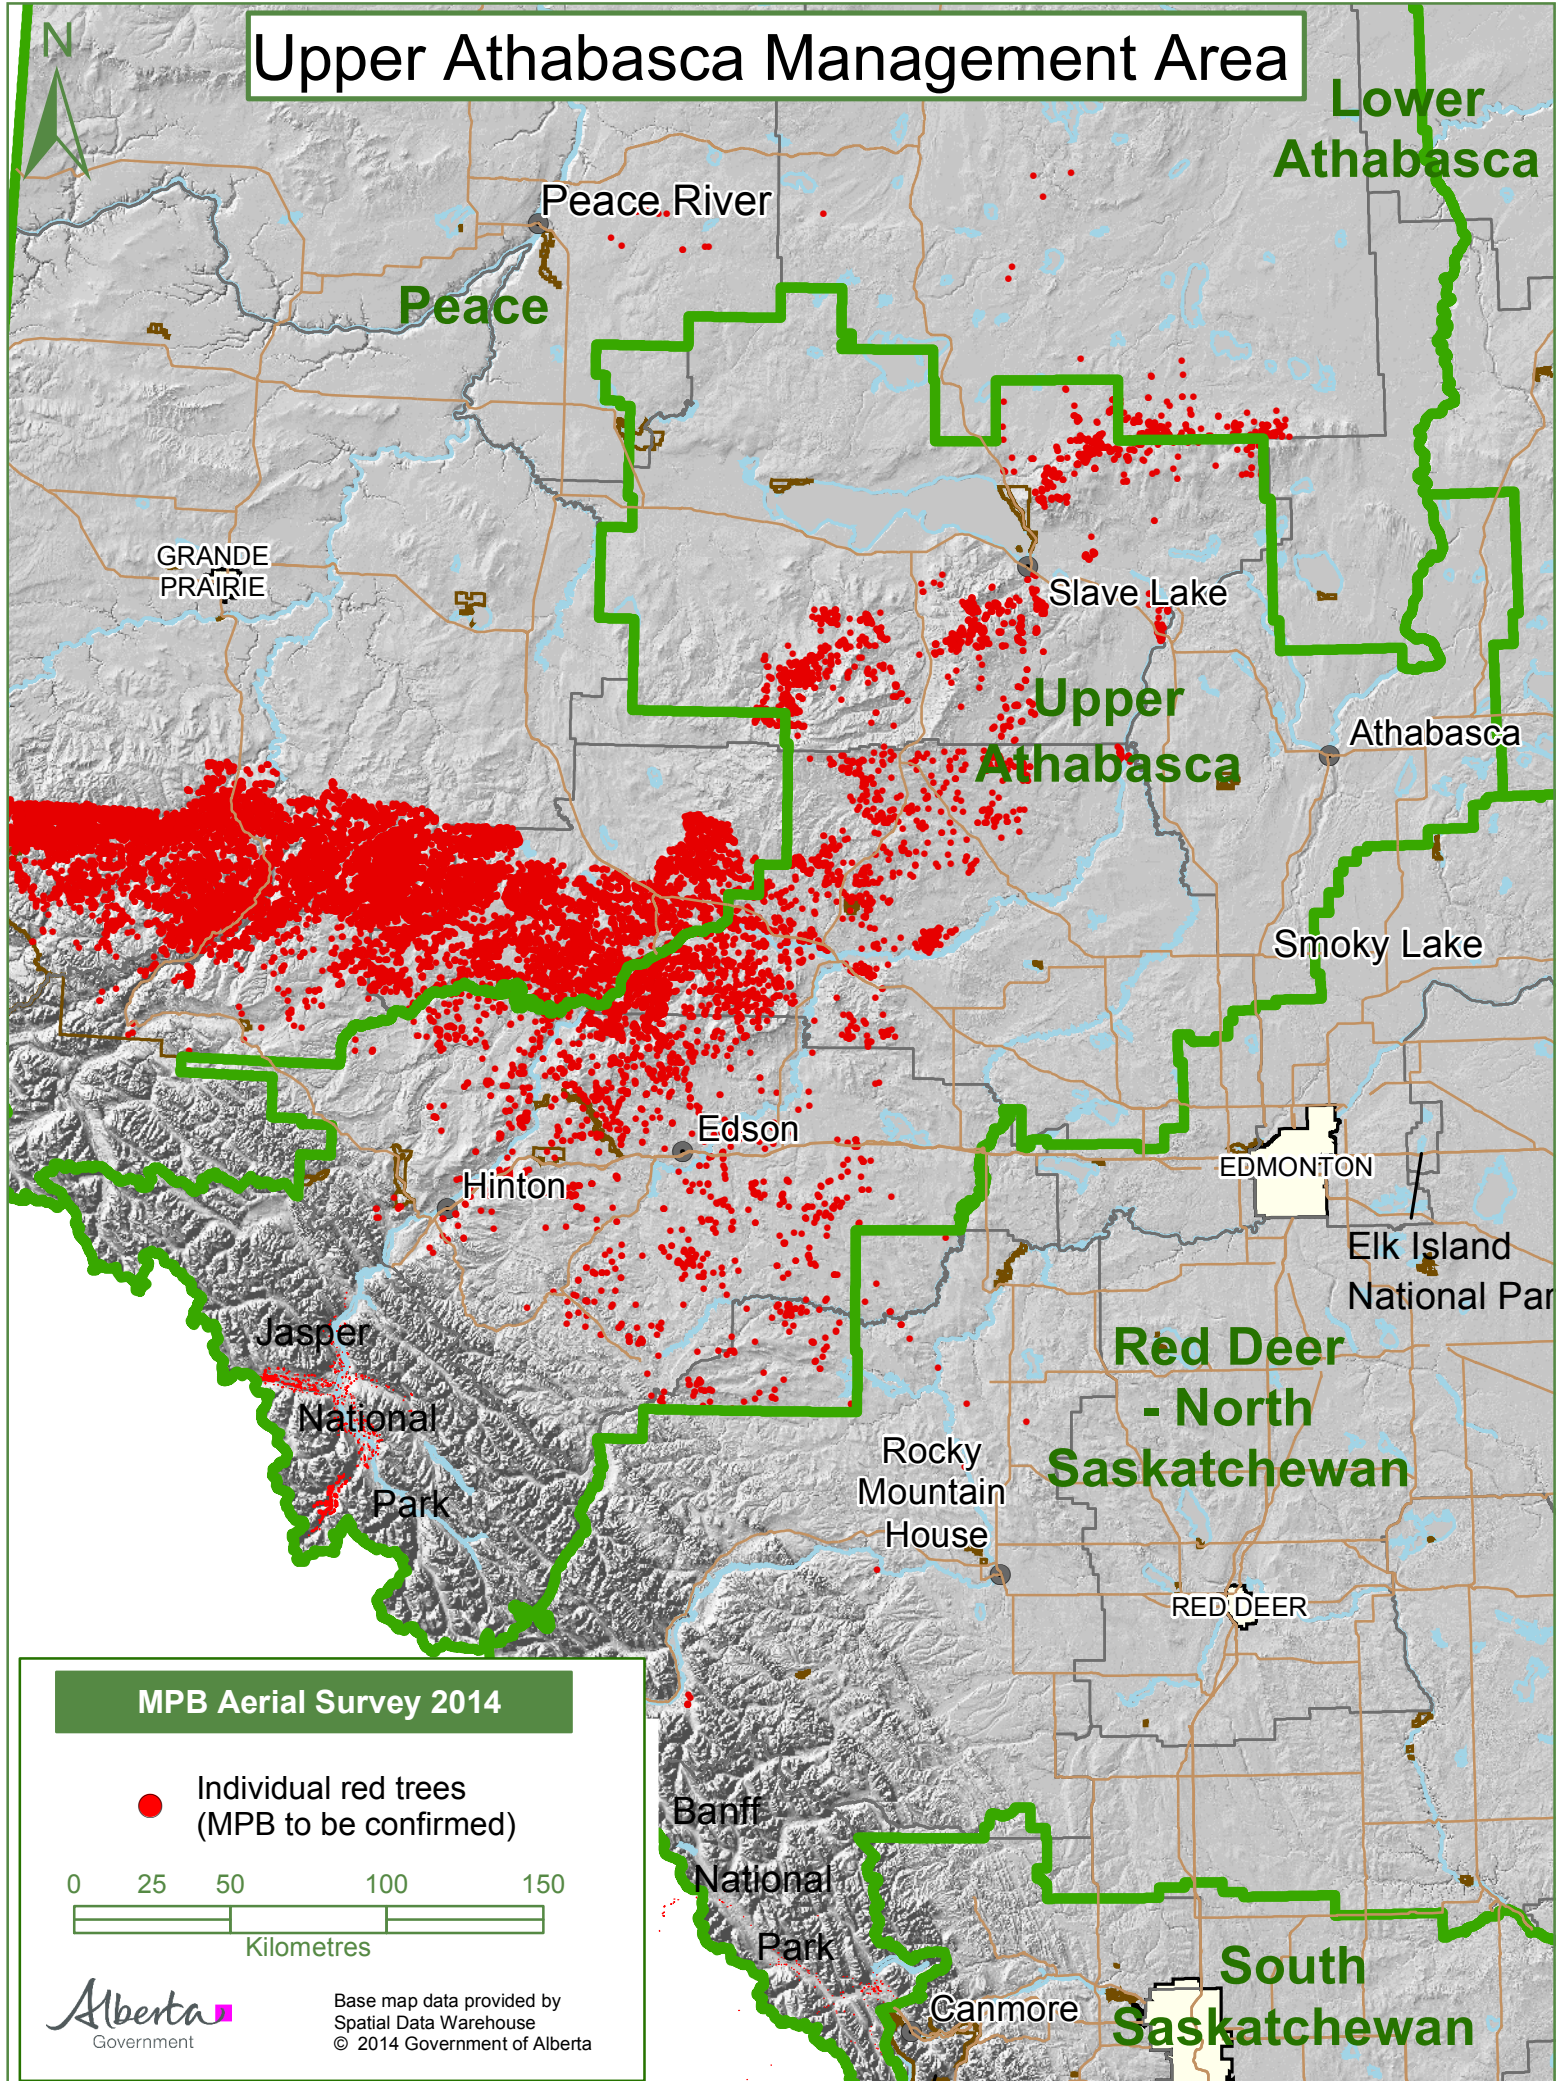 Upper Athabasca Management Area
N
Lower
Athabasca
Peace River
Peace
GRANDE
PRAIRIE
Slave Lake
Upper
Athabasca
Athabasca
Smoky Lake
Edson
EDMONTON
Hinton
Elk Island
National Par
Jasper
National
Park
Red Deer
- North
Saskatchewan
Rocky
Mountain
House
RED DEER
MPB Aerial Survey 2014
Individual red trees
(MPB to be confirmed)
0 25 50 100 150
Kilometres
Alberta
Government
Base map data provided by
Spatial Data Warehouse
© 2014 Government of Alberta
Banff
National
Park
Canmore
South
Saskatchewan